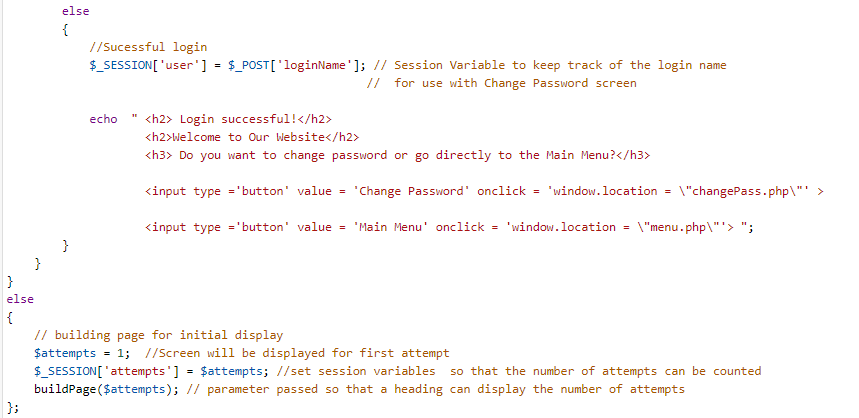 else
{
//Sucessful login
$_SESSION['user'] = $_POST['loginName']; // Session Variable to keep track of the login name
// for use with Change Password screen
echo " <h2> Login successful!</h2>
<h2>Welcome to Our Website</h2>
<h3> Do you want to change password or go directly to the Main Menu?</h3>
<input type ='button' value = 'Change Password' onclick = 'window.location = \"changePass.php\"' >
<input type ='button' value = 'Main Menu' onclick = 'window.location = \"menu.php\"'> ";
}
}
}
else
{
// building page for initial display
$attempts = 1; //Screen will be displayed for first attempt
$_SESSION['attempts'] = $attempts; //set session variables so that the number of attempts can be counted
buildPage($attempts); // parameter passed so that a heading can display the number of attempts
};